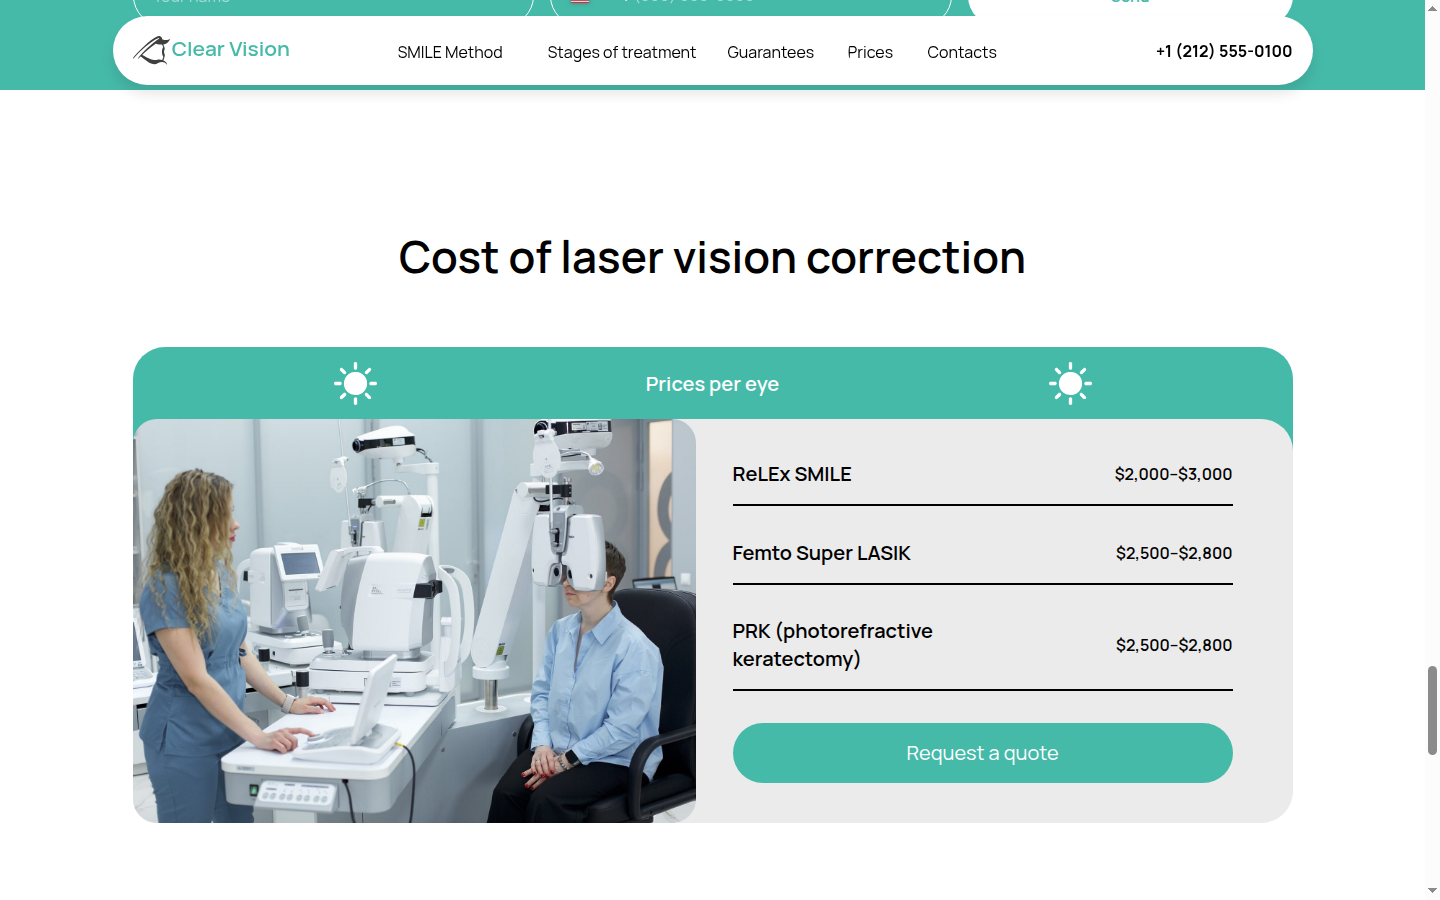 Clear Vision
SMILE Method
Stages of treatment
Guarantees
Prices
Contacts
+1 (212) 555-0100
Cost of laser vision correction
Prices per eye
ReLEx SMILE
$2,000–$3,000
Femto Super LASIK
$2,500–$2,800
PRK (photorefractive
keratectomy)
$2,500–$2,800
Request a quote